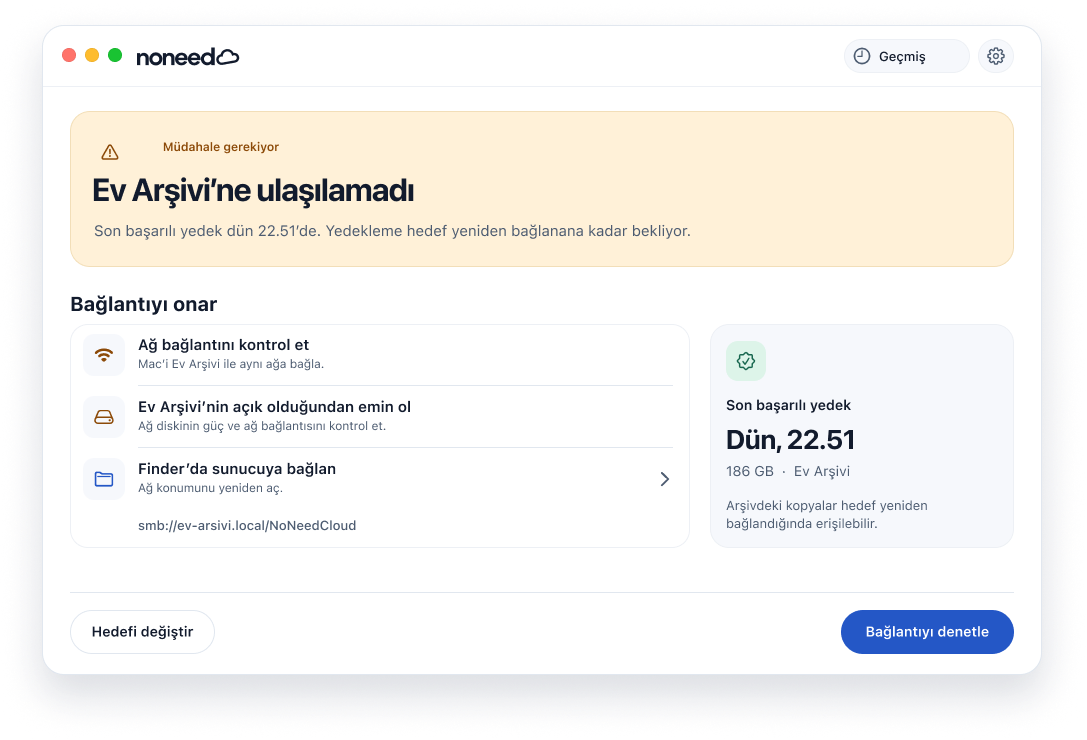 noneed
Geçmiş
Müdahale gerekiyor
Ev Arşivi’ne ulaşılamadı
Son başarılı yedek dün 22.51’de. Yedekleme hedef yeniden bağlanana kadar bekliyor.
Bağlantıyı onar
Ağ bağlantını kontrol et
Mac’i Ev Arşivi ile aynı ağa bağla.
Ev Arşivi’nin açık olduğundan emin ol
Ağ diskinin güç ve ağ bağlantısını kontrol et.
Finder’da sunucuya bağlan
Ağ konumunu yeniden aç.
smb://ev-arsivi.local/NoNeedCloud
Son başarılı yedek
Dün, 22.51
186 GB · Ev Arşivi
Arşivdeki kopyalar hedef yeniden
bağlandığında erişilebilir.
Hedefi değiştir
Bağlantıyı denetle